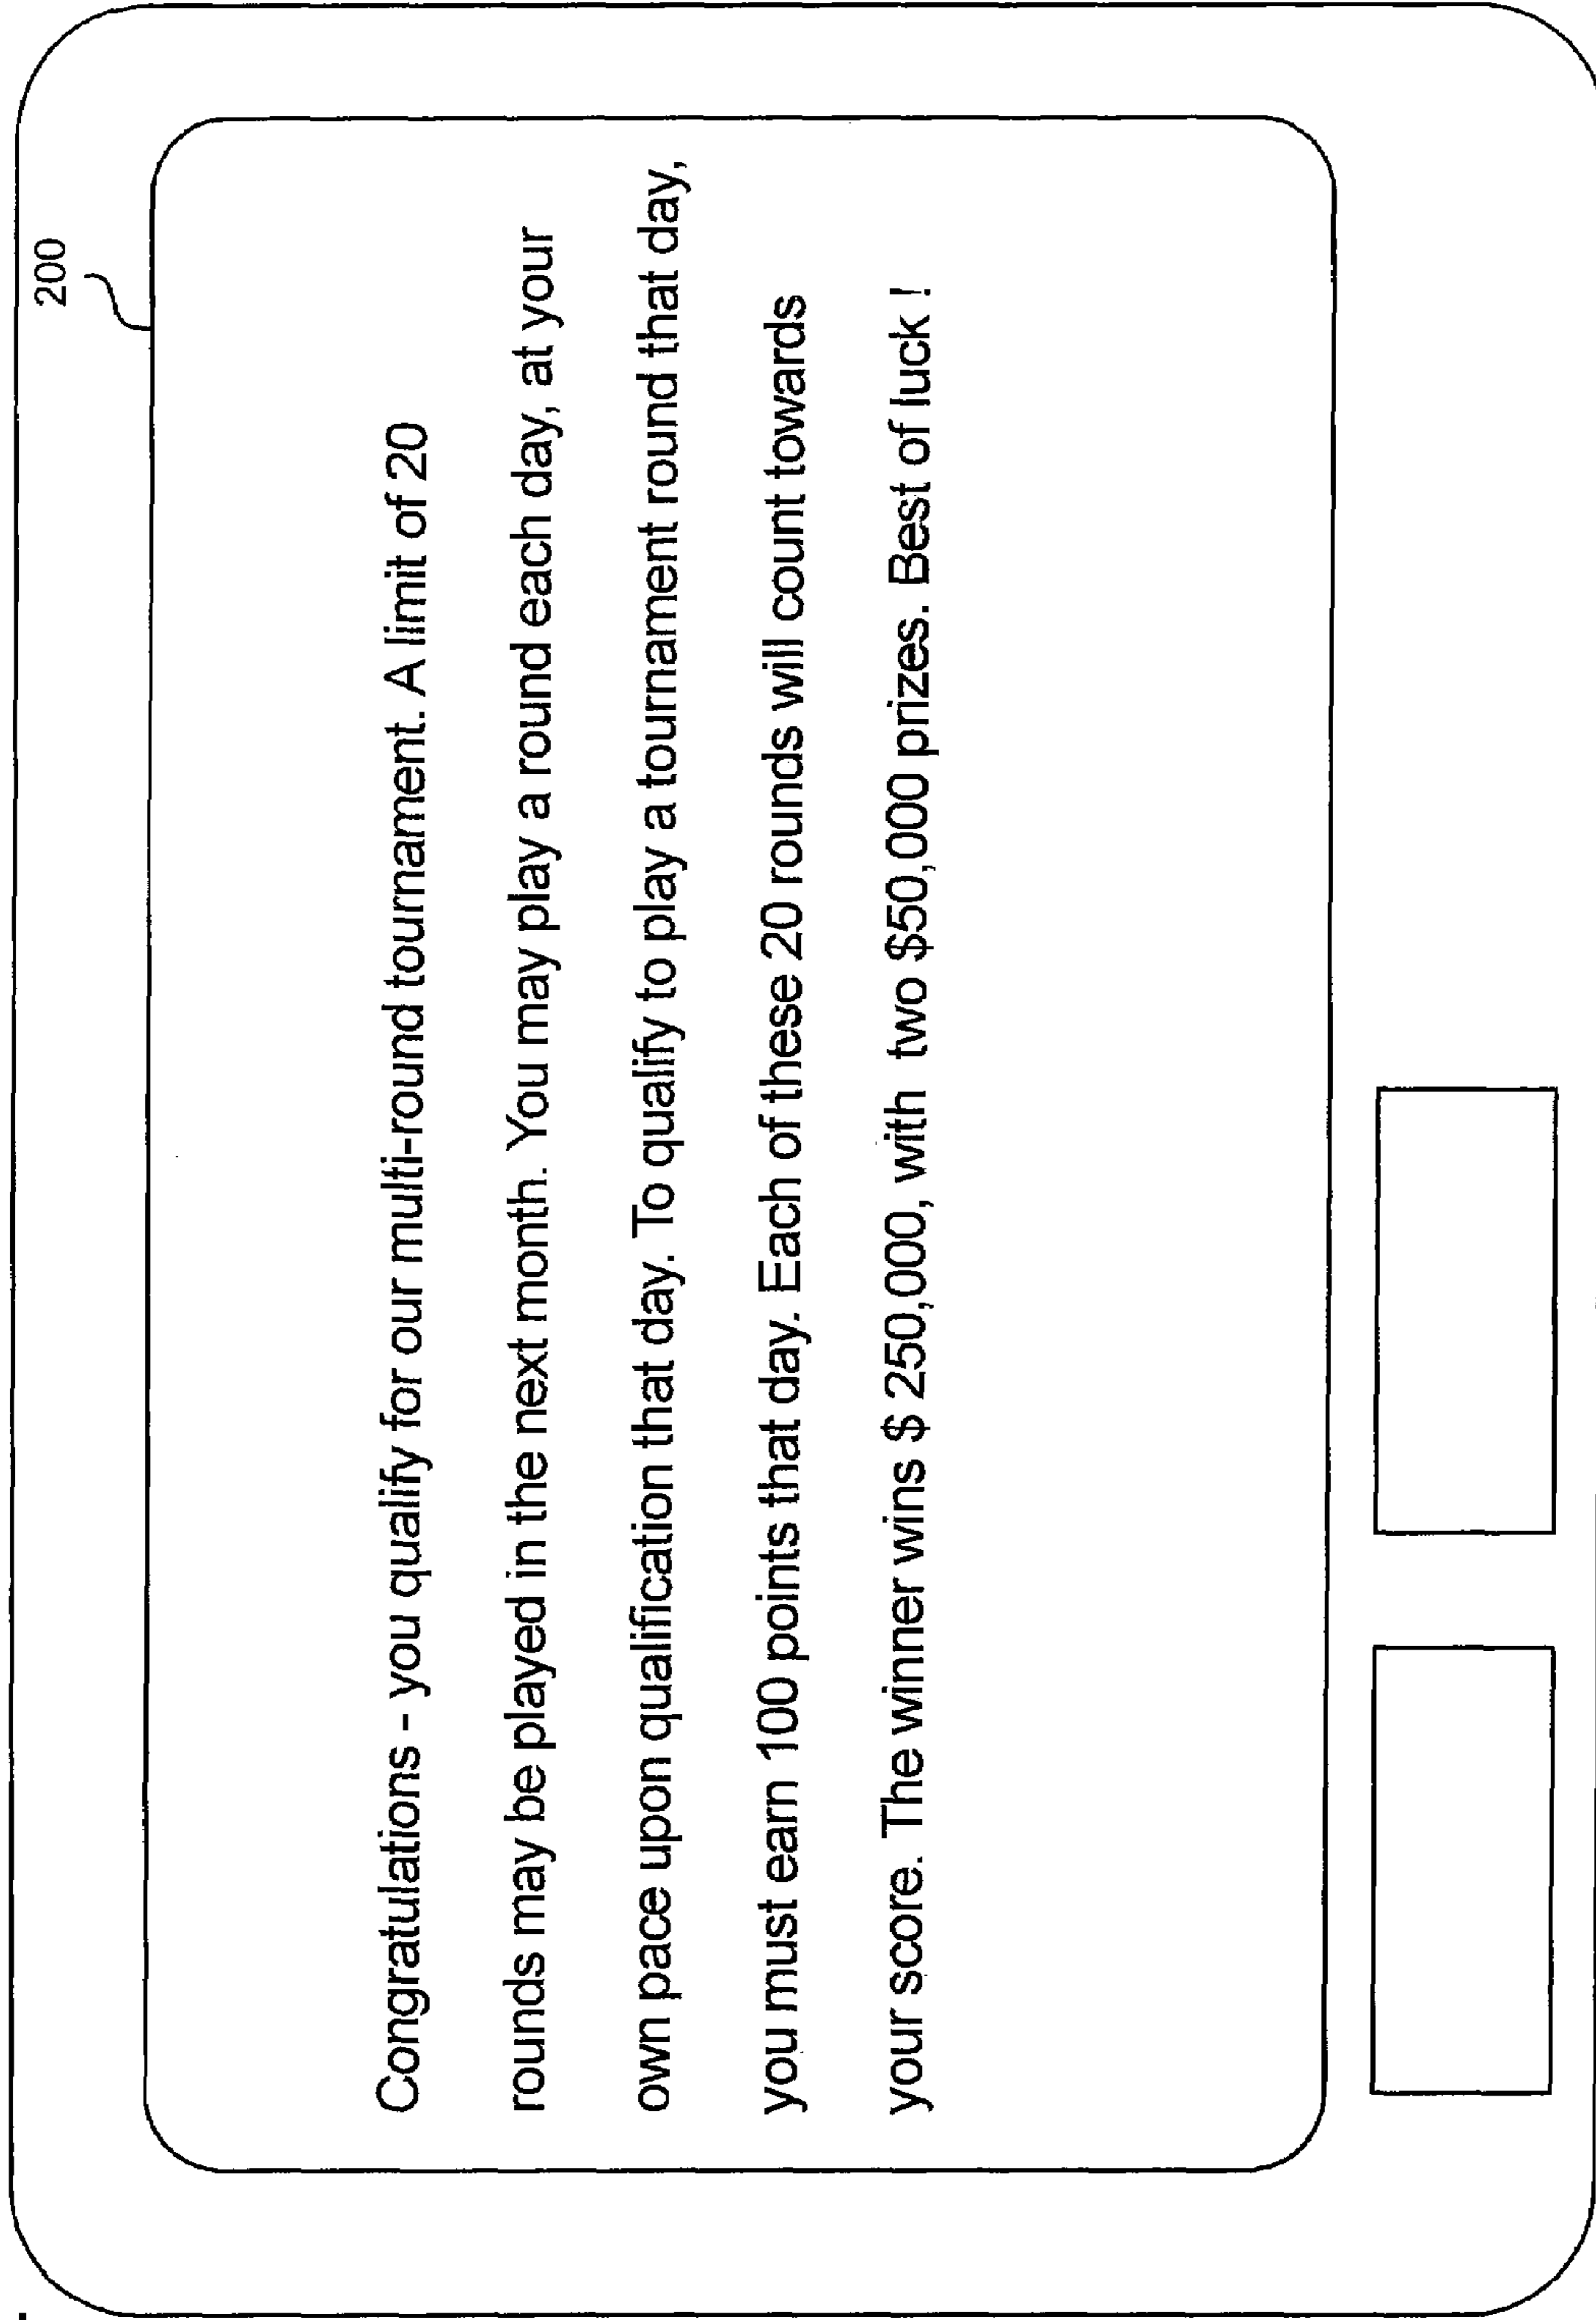 200
Congratulations - you qualify for our multi-round tournament. A limit of 20
rounds may be played in the next month. You may play a round each day, at your
own pace upon qualification that day. To qualify to play a tournament round that day,
you must earn 100 points that day. Each of these 20 rounds will count towards
your score. The winner wins $ 250,000, with two $50,000 prizes. Best of luck !